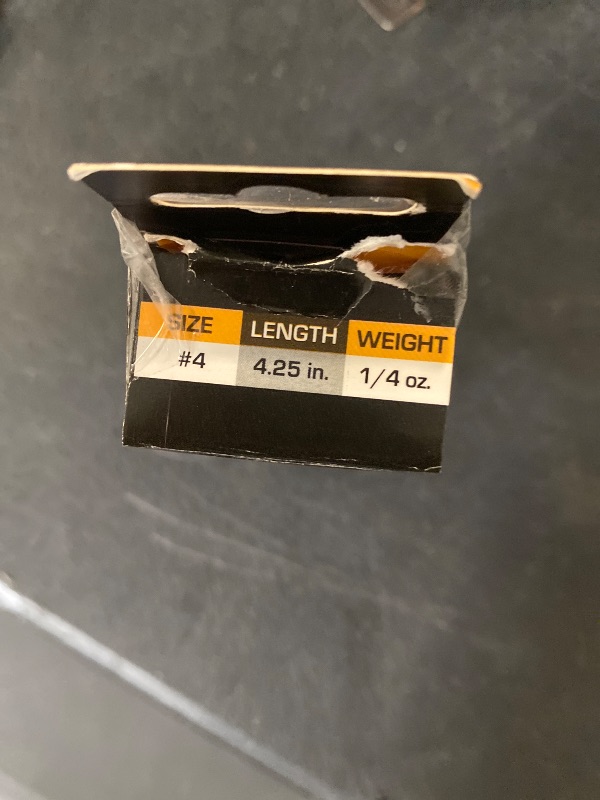 SIZE LENGTH WEIGHT
#4 4.25 in. 1/4 oz.